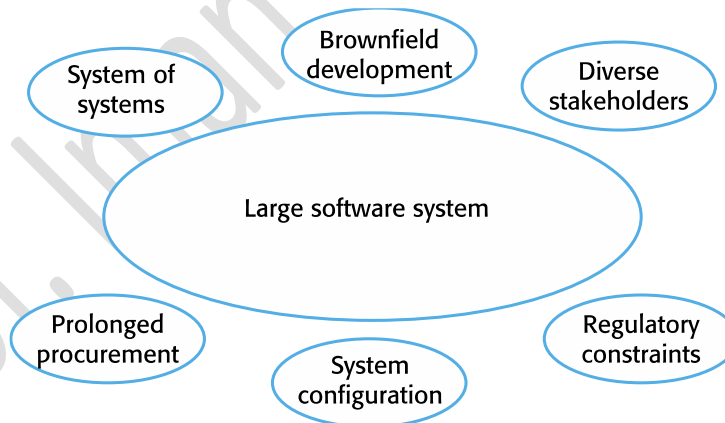 Brownfield
development
System of
systems
Diverse
stakeholders
Large software system
Prolonged
procurement
System
configuration
Regulatory
constraints